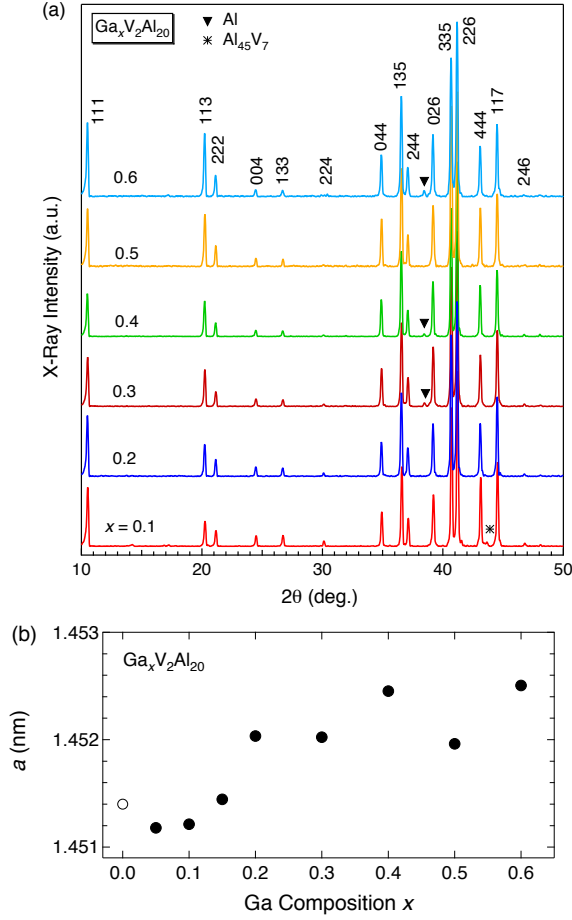 (a)
GaxV2Al20
▼ Al
✳ Al45V7
111
113
222
004
133
224
044
135
244
026
335
226
444
117
246
0.6
0.5
0.4
0.3
0.2
x = 0.1
X-Ray Intensity (a.u.)
10 20 30 40 50
2θ (deg.)
(b)
1.453
GaxV2Al20
1.452
1.451
a (nm)
0.0 0.1 0.2 0.3 0.4 0.5 0.6
Ga Composition x